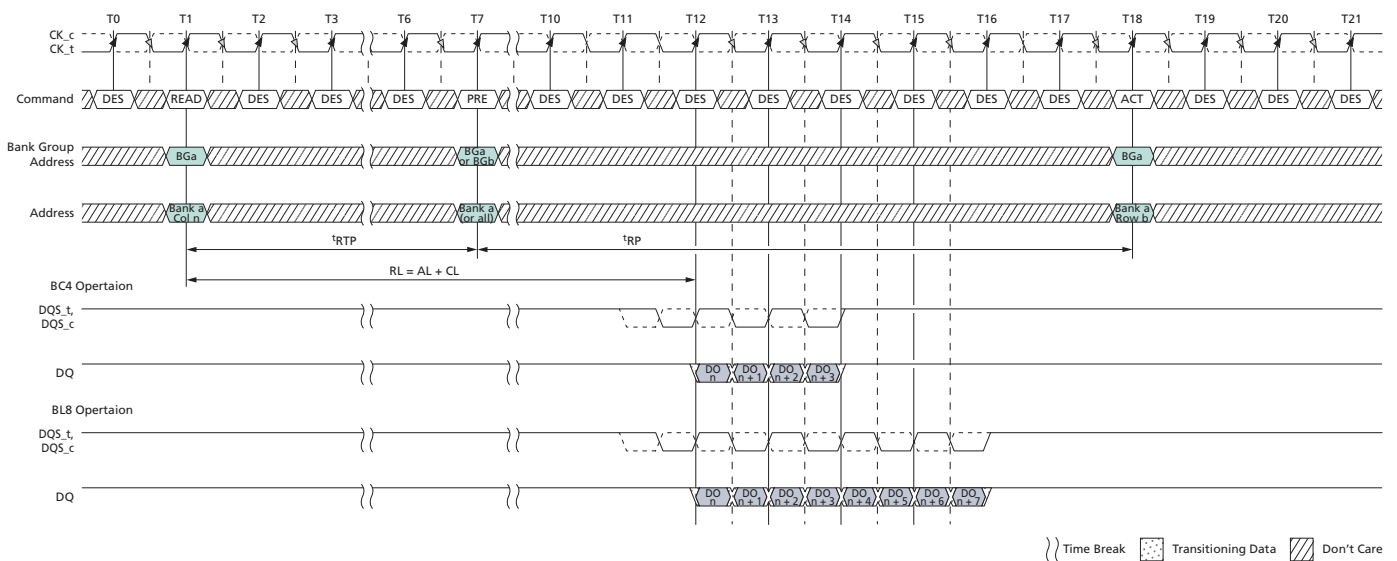 T0 T1 T2 T3 T6 T7 T10 T11 T12 T13 T14 T15 T16 T17 T18 T19 T20 T21
CK_c
CK_t
Command DES READ DES DES DES PRE DES DES DES DES DES DES DES DES ACT DES DES DES
Bank Group
Address
BGa
BGa
or BGb
BGa
Address
Bank a
Col n
Bank a
(or all)
Bank a
Row b
tRTP
tRP
RL = AL + CL
BC4 Opertaion
DQS_t,
DQS_c
DQ
DO
n
DO
n + 1
DO
n + 2
DO
n + 3
BL8 Opertaion
DQS_t,
DQS_c
DQ
DO
n
DO
n + 1
DO
n + 2
DO
n + 3
DO
n + 4
DO
n + 5
DO
n + 6
DO
n + 7
Time Break Transitioning Data Don't Care